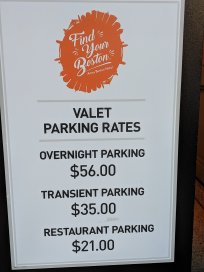 Find
Your
Boston
VALET
PARKING RATES
OVERNIGHT PARKING
$56.00
TRANSIENT PARKING
$35.00
RESTAURANT PARKING
$21.00